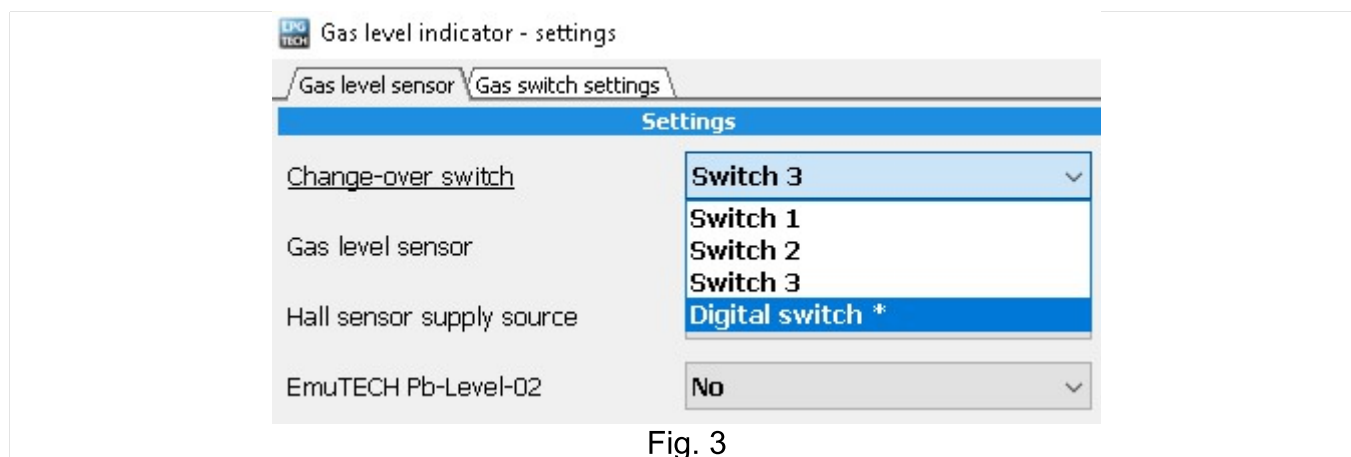 LPG
TECH
Gas level indicator - settings
Gas level sensor Gas switch settings
Settings
Change-over switch Switch 3
Switch 1
Gas level sensor Switch 2
Switch 3
Hall sensor supply source Digital switch *
EmuTECH Pb-Level-02 No
Fig. 3